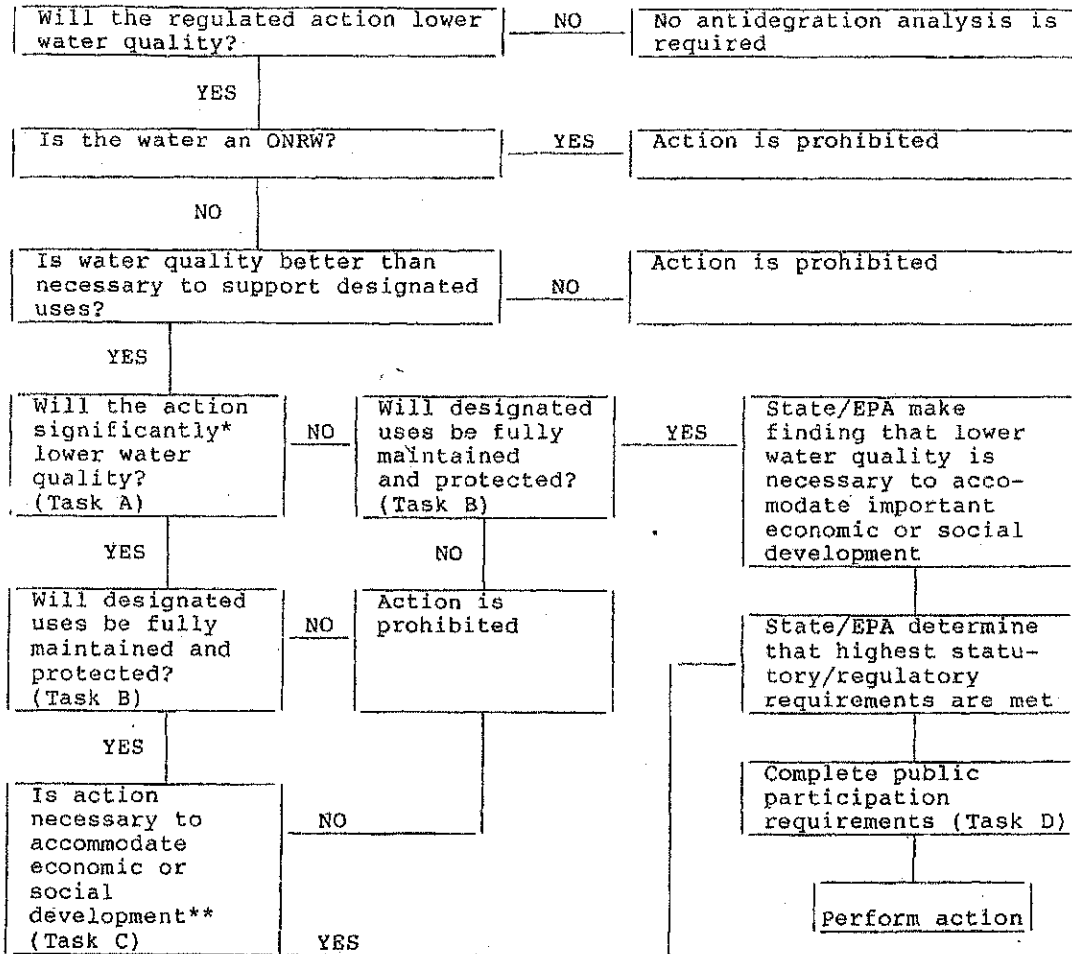 Will the regulated action lower
water quality?
NO
No antidegration analysis is
required
YES
Is the water an ONRW?
YES
Action is prohibited
NO
Is water quality better than
necessary to support designated
uses?
NO
Action is prohibited
YES
Will the action
significantly*
lower water
quality?
(Task A)
NO
Will designated
uses be fully
maintained
and protected?
(Task B)
YES
State/EPA make
finding that lower
water quality is
necessary to acco-
modate important
economic or social
development
YES
NO
Will designated
uses be fully
maintained and
protected?
(Task B)
NO
Action is
prohibited
State/EPA determine
that highest statu-
tory/regulatory
requirements are met
YES
Is action
necessary to
accommodate
economic or
social
development**
(Task C)
NO
YES
Complete public
participation
requirements (Task D)
Perform action